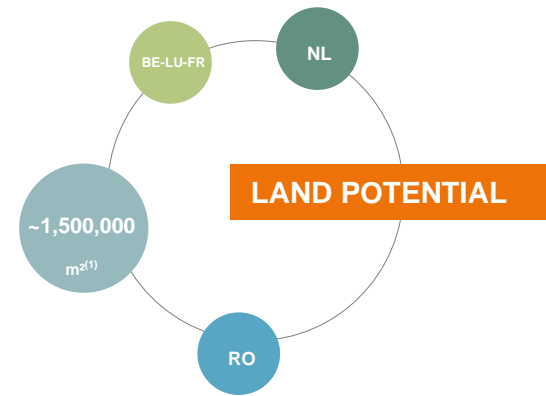 NL
BE-LU-FR
LAND POTENTIAL
~1,500,000
m²⁽¹⁾
RO